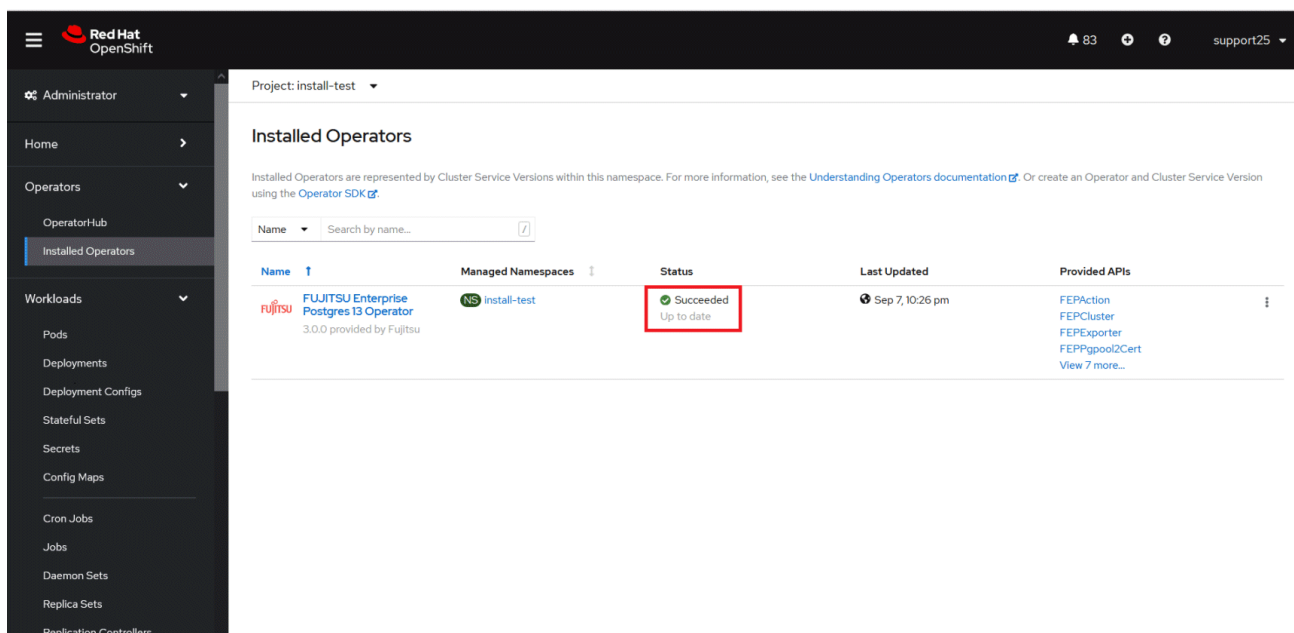 Red Hat
OpenShift
83
support25
Administrator
Project: install-test
Home
Operators
OperatorHub
Installed Operators
Workloads
Pods
Deployments
Deployment Configs
Stateful Sets
Secrets
Config Maps
Cron Jobs
Jobs
Daemon Sets
Replica Sets
Replication Controllers
Installed Operators
Installed Operators are represented by Cluster Service Versions within this namespace. For more information, see the Understanding Operators documentation. Or create an Operator and Cluster Service Version
using the Operator SDK.
Name Search by name... /
Name Managed Namespaces Status Last Updated Provided APIs
FUJITSU
FUJITSU Enterprise
Postgres 13 Operator
3.0.0 provided by Fujitsu
NS install-test
Succeeded
Up to date
Sep 7, 10:26 pm
FEPAction
FEPCluster
FEPExporter
FEPPgpool2Cert
View 7 more...